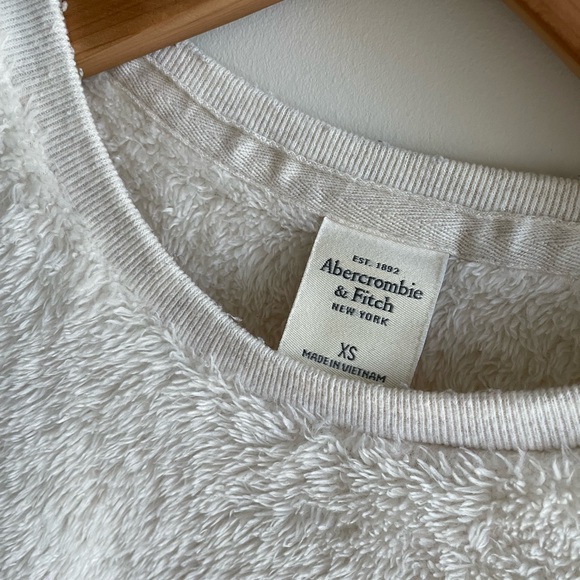 EST. 1892
Abercrombie
& Fitch
NEW YORK
XS
MADE IN VIETNAM